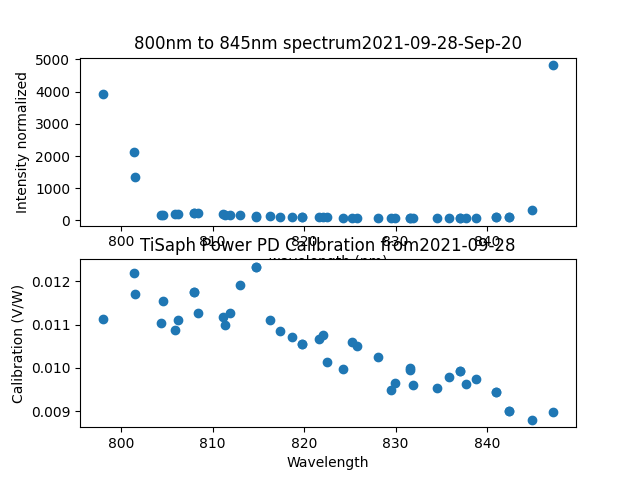 800nm to 845nm spectrum2021-09-28-Sep-20
5000
4000
3000
2000
1000
0
Intensity normalized
800 810 820 830 840
wavelength (nm)
TiSaph Power PD Calibration from2021-09-28
0.012
0.011
0.010
0.009
Calibration (V/W)
800 810 820 830 840
Wavelength